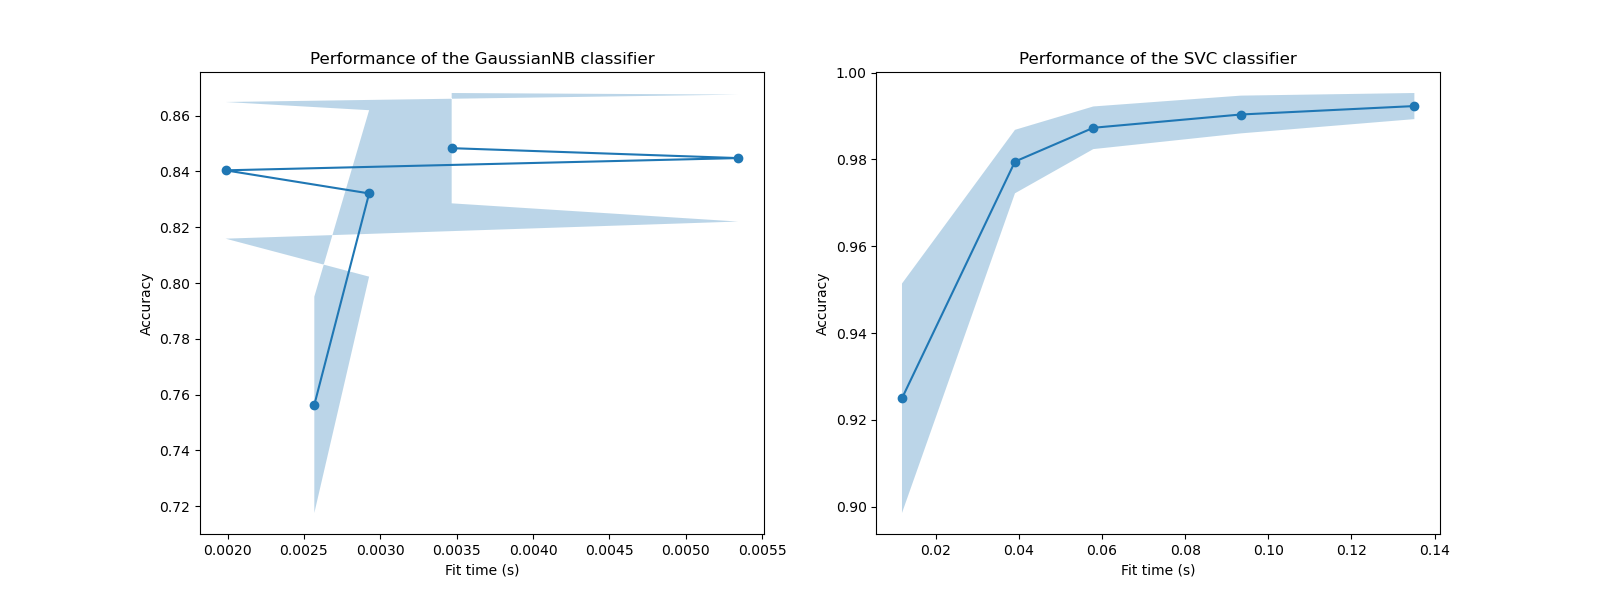 Performance of the GaussianNB classifier
Accuracy
0.86
0.84
0.82
0.80
0.78
0.76
0.74
0.72
0.0020 0.0025 0.0030 0.0035 0.0040 0.0045 0.0050 0.0055
Fit time (s)
Performance of the SVC classifier
Accuracy
1.00
0.98
0.96
0.94
0.92
0.90
0.02 0.04 0.06 0.08 0.10 0.12 0.14
Fit time (s)